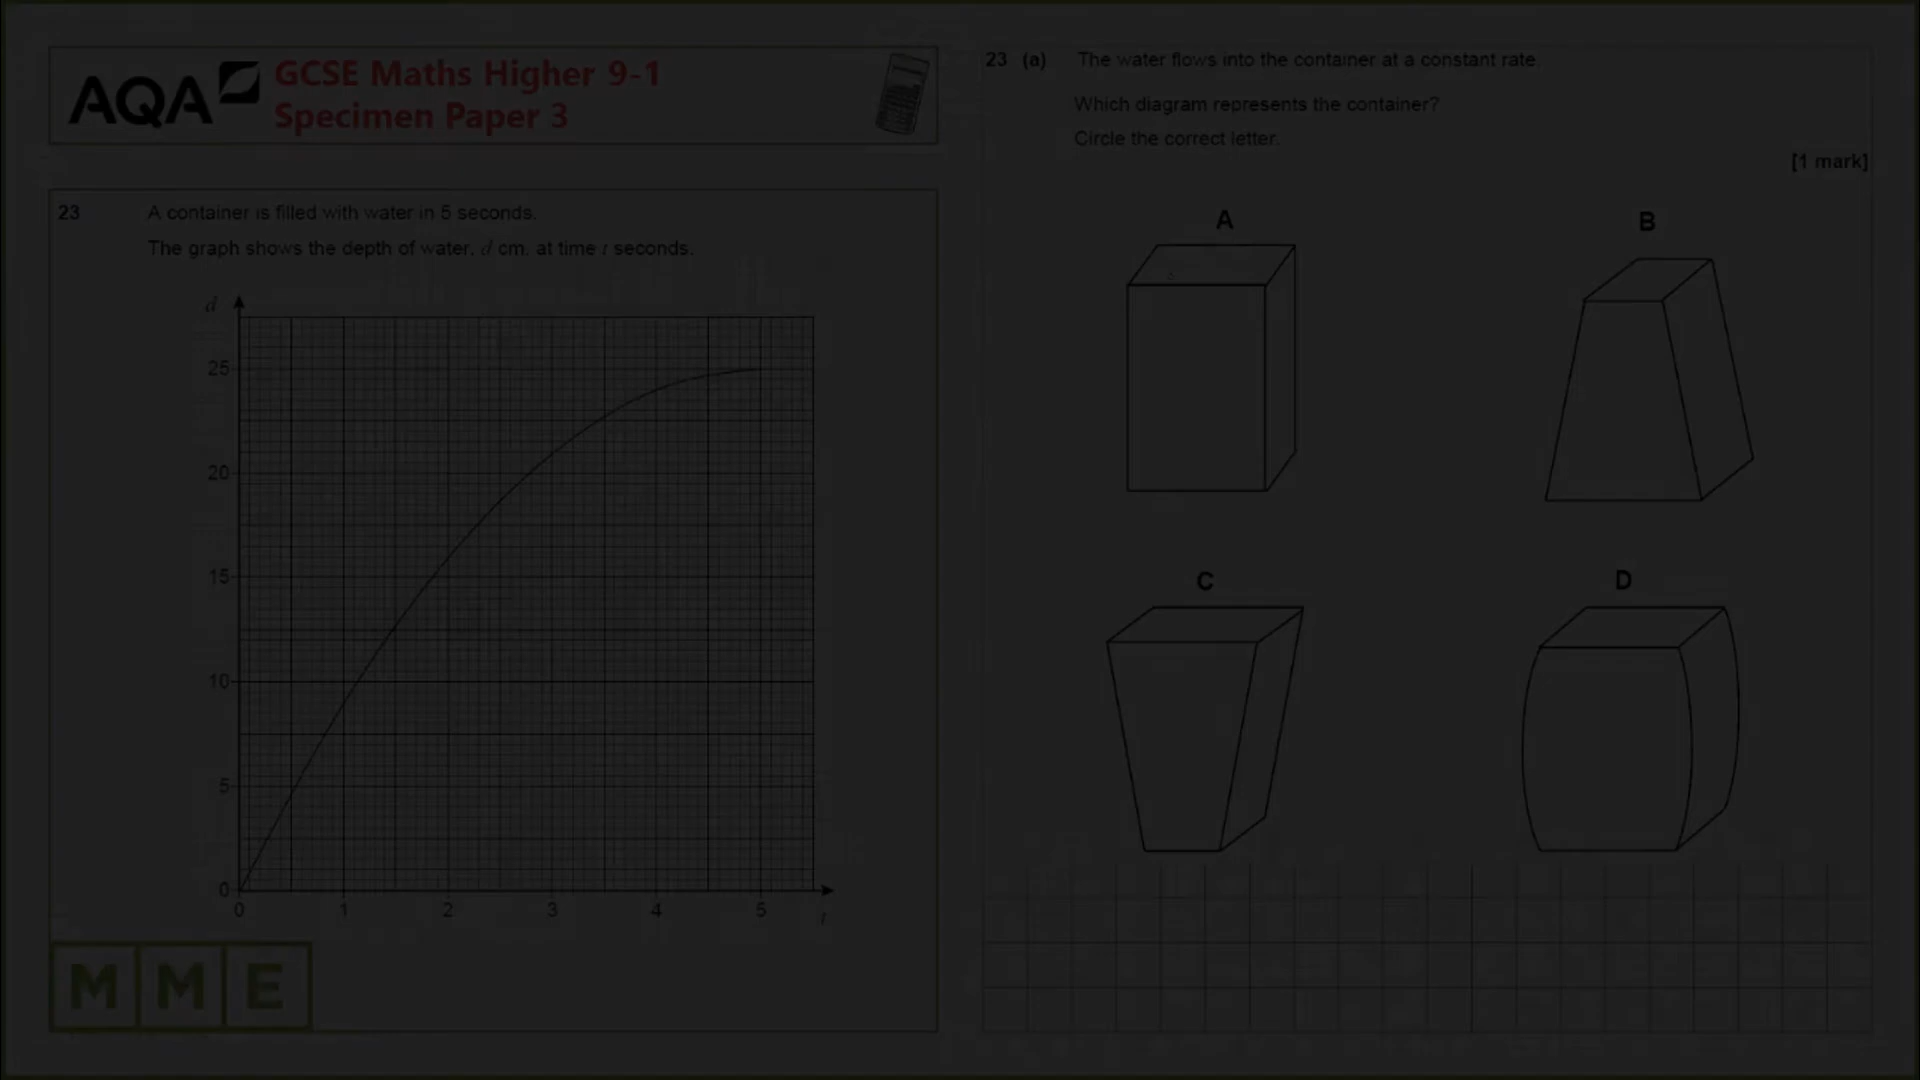 AQA
GCSE Maths Higher 9-1
Specimen Paper 3
23 A container is filled with water in 5 seconds.
The graph shows the depth of water, d cm, at time t seconds.
d
25
20
15
10
5
0
0 1 2 3 4 5
t
MME
23 (a) The water flows into the container at a constant rate.
Which diagram represents the container?
Circle the correct letter.
[1 mark]
A B
C D